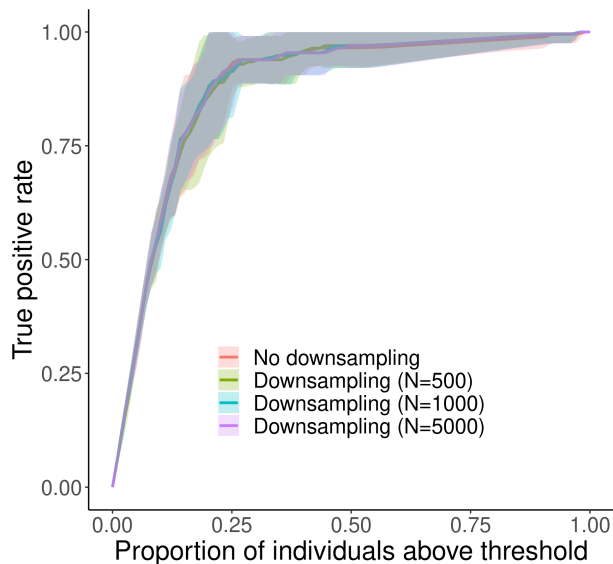 1.00
0.75
0.50
0.25
0.00
True positive rate
No downsampling
Downsampling (N=500)
Downsampling (N=1000)
Downsampling (N=5000)
0.00 0.25 0.50 0.75 1.00
Proportion of individuals above threshold